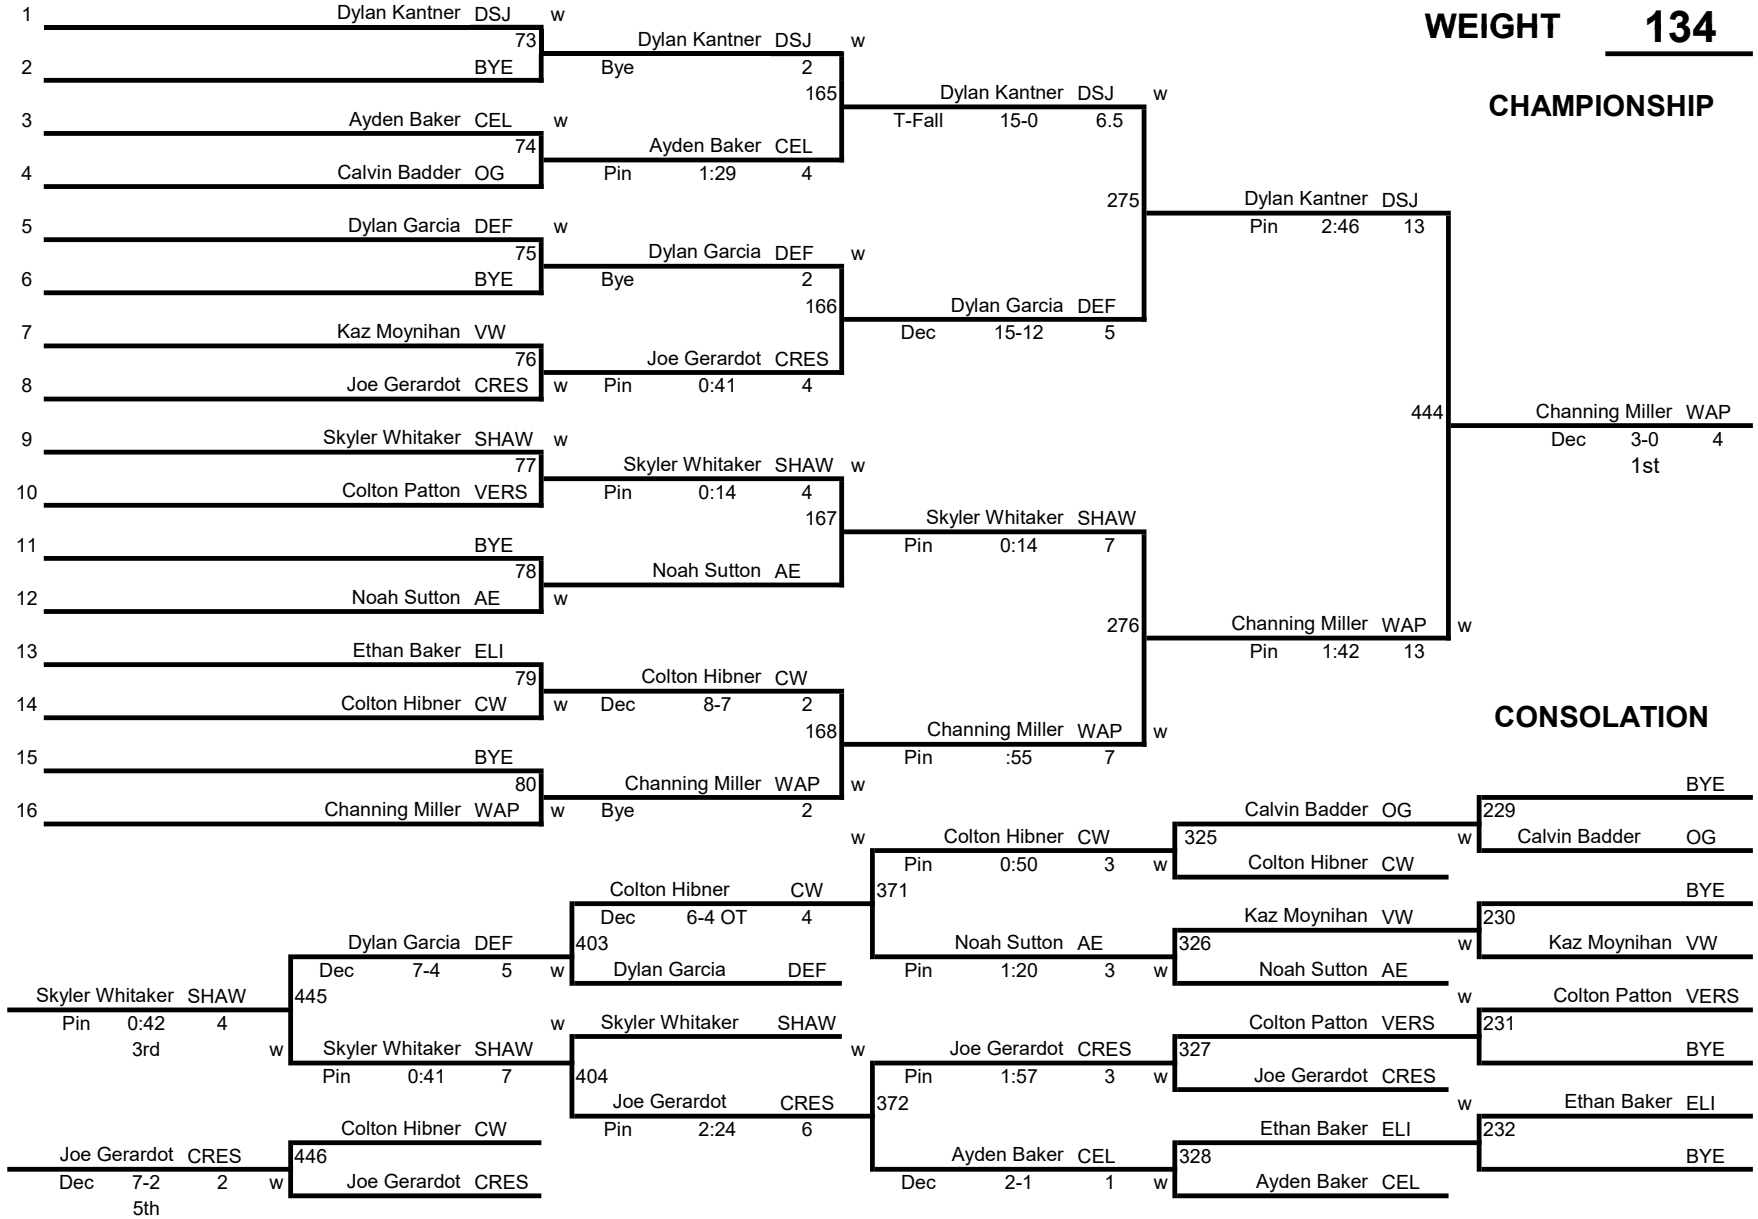 WEIGHT 134
1 Dylan Kantner DSJ w
73 Dylan Kantner DSJ w
2 BYE Bye 2
165 Dylan Kantner DSJ w
CHAMPIONSHIP
3 Ayden Baker CEL w T-Fall 15-0 6.5
74 Ayden Baker CEL
4 Calvin Badder OG Pin 1:29 4
275 Dylan Kantner DSJ
5 Dylan Garcia DEF w Pin 2:46 13
75 Dylan Garcia DEF w
6 BYE Bye 2
166 Dylan Garcia DEF
7 Kaz Moynihan VW Dec 15-12 5
76 Joe Gerardot CRES
8 Joe Gerardot CRES w Pin 0:41 4
444 Channing Miller WAP
9 Skyler Whitaker SHAW w Dec 3-0 4
77 Skyler Whitaker SHAW w 1st
10 Colton Patton VERS Pin 0:14 4
167 Skyler Whitaker SHAW
11 BYE Pin 0:14 7
78 Noah Sutton AE
12 Noah Sutton AE w
276 Channing Miller WAP w
13 Ethan Baker ELI Pin 1:42 13
79 Colton Hibner CW
14 Colton Hibner CW w Dec 8-7 2
CONSOLATION
168 Channing Miller WAP w
15 BYE Pin :55 7
80 Channing Miller WAP w BYE
16 Channing Miller WAP w Bye 2 Calvin Badder OG 229
w Colton Hibner CW 325 w Calvin Badder OG
Pin 0:50 3 w Colton Hibner CW
Colton Hibner CW 371 BYE
Dec 6-4 OT 4 Kaz Moynihan VW 230
Dylan Garcia DEF 403 Noah Sutton AE 326 w Kaz Moynihan VW
Dec 7-4 5 w Dylan Garcia DEF Pin 1:20 3 w Noah Sutton AE
Skyler Whitaker SHAW 445 w Colton Patton VERS
Pin 0:42 4 w Skyler Whitaker SHAW Colton Patton VERS 231
3rd w Skyler Whitaker SHAW w Joe Gerardot CRES 327 BYE
Pin 0:41 7 404 Pin 1:57 3 w Joe Gerardot CRES
Joe Gerardot CRES 372 w Ethan Baker ELI
Colton Hibner CW Pin 2:24 6 Ethan Baker ELI 232
Joe Gerardot CRES 446 Ayden Baker CEL 328 BYE
Dec 7-2 2 w Joe Gerardot CRES Dec 2-1 1 w Ayden Baker CEL
5th